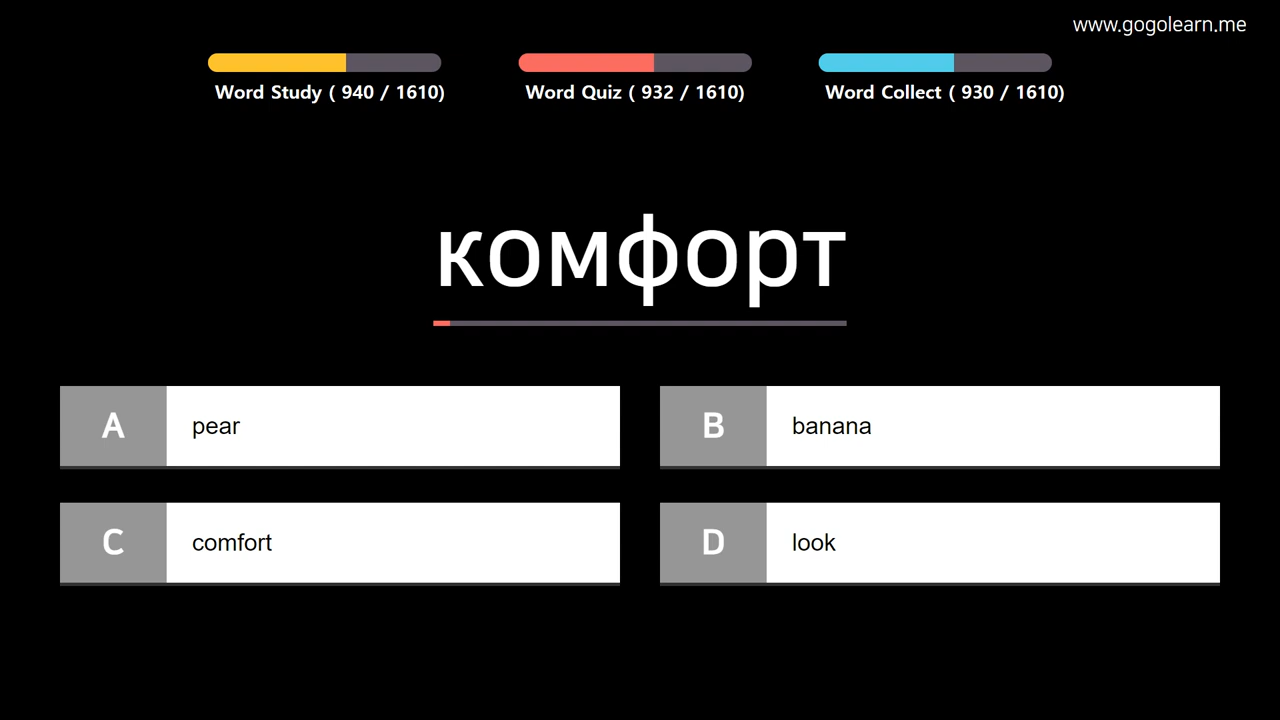 www.gogolearn.me
Word Study ( 940 / 1610)
Word Quiz ( 932 / 1610)
Word Collect ( 930 / 1610)
комфорт
A pear
B banana
C comfort
D look